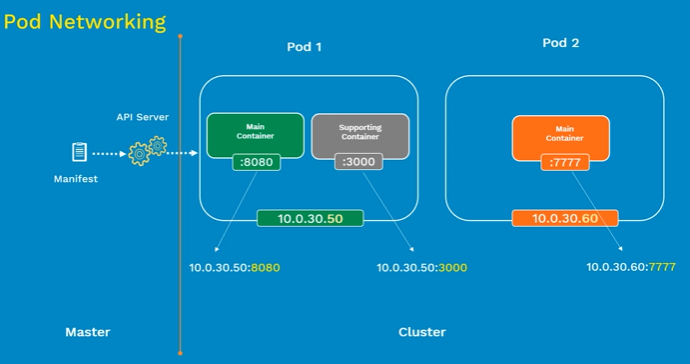 Pod Networking
Pod 1
Pod 2
API Server
Manifest
Main
Container
:8080
Supporting
Container
:3000
Main
Container
:7777
10.0.30.50
10.0.30.60
10.0.30.50:8080
10.0.30.50:3000
10.0.30.60:7777
Master
Cluster